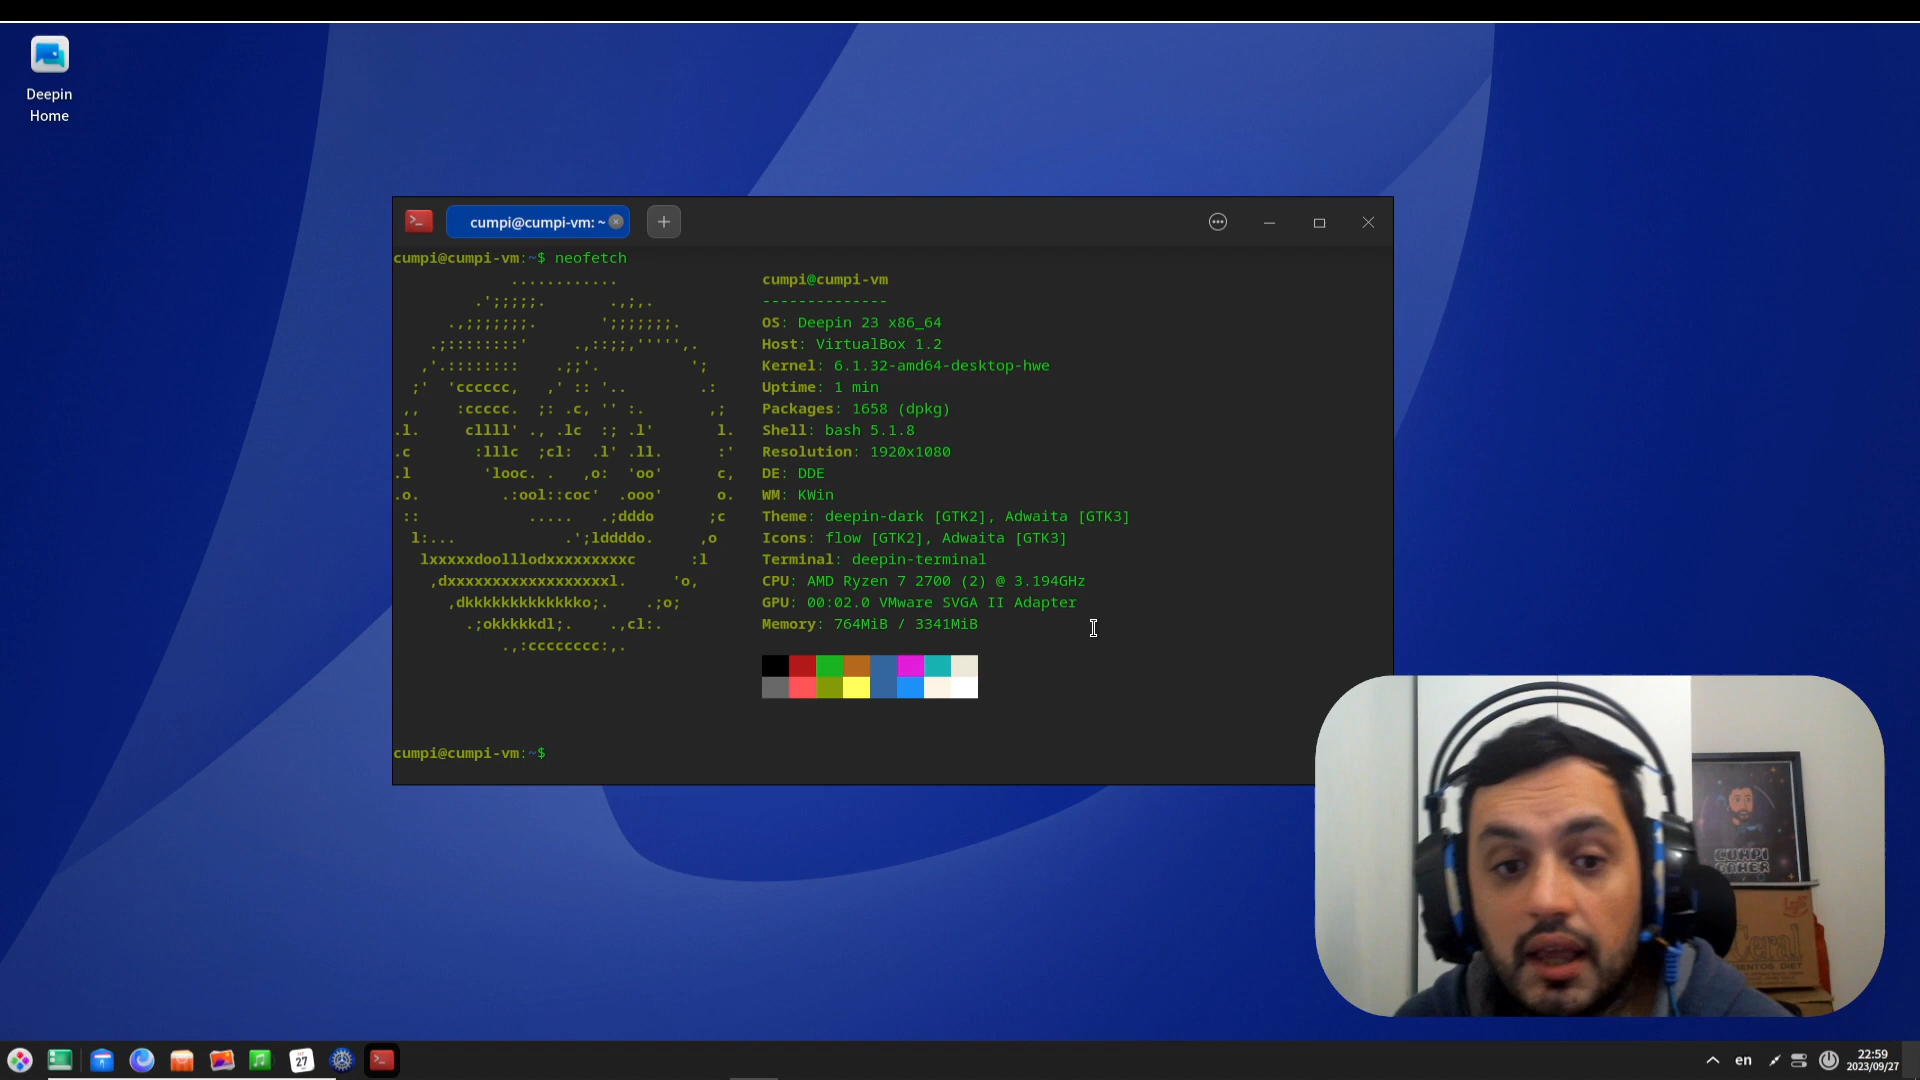 Deepin
Home
cumpi@cumpi-vm: ~
cumpi@cumpi-vm:~$ neofetch
cumpi@cumpi-vm
--------------
OS: Deepin 23 x86_64
Host: VirtualBox 1.2
Kernel: 6.1.32-amd64-desktop-hwe
Uptime: 1 min
Packages: 1658 (dpkg)
Shell: bash 5.1.8
Resolution: 1920x1080
DE: DDE
WM: KWin
Theme: deepin-dark [GTK2], Adwaita [GTK3]
Icons: flow [GTK2], Adwaita [GTK3]
Terminal: deepin-terminal
CPU: AMD Ryzen 7 2700 (2) @ 3.194GHz
GPU: 00:02.0 VMware SVGA II Adapter
Memory: 764MiB / 3341MiB
cumpi@cumpi-vm:~$
CUMPI
GAMER
27
en
22:59
2023/09/27